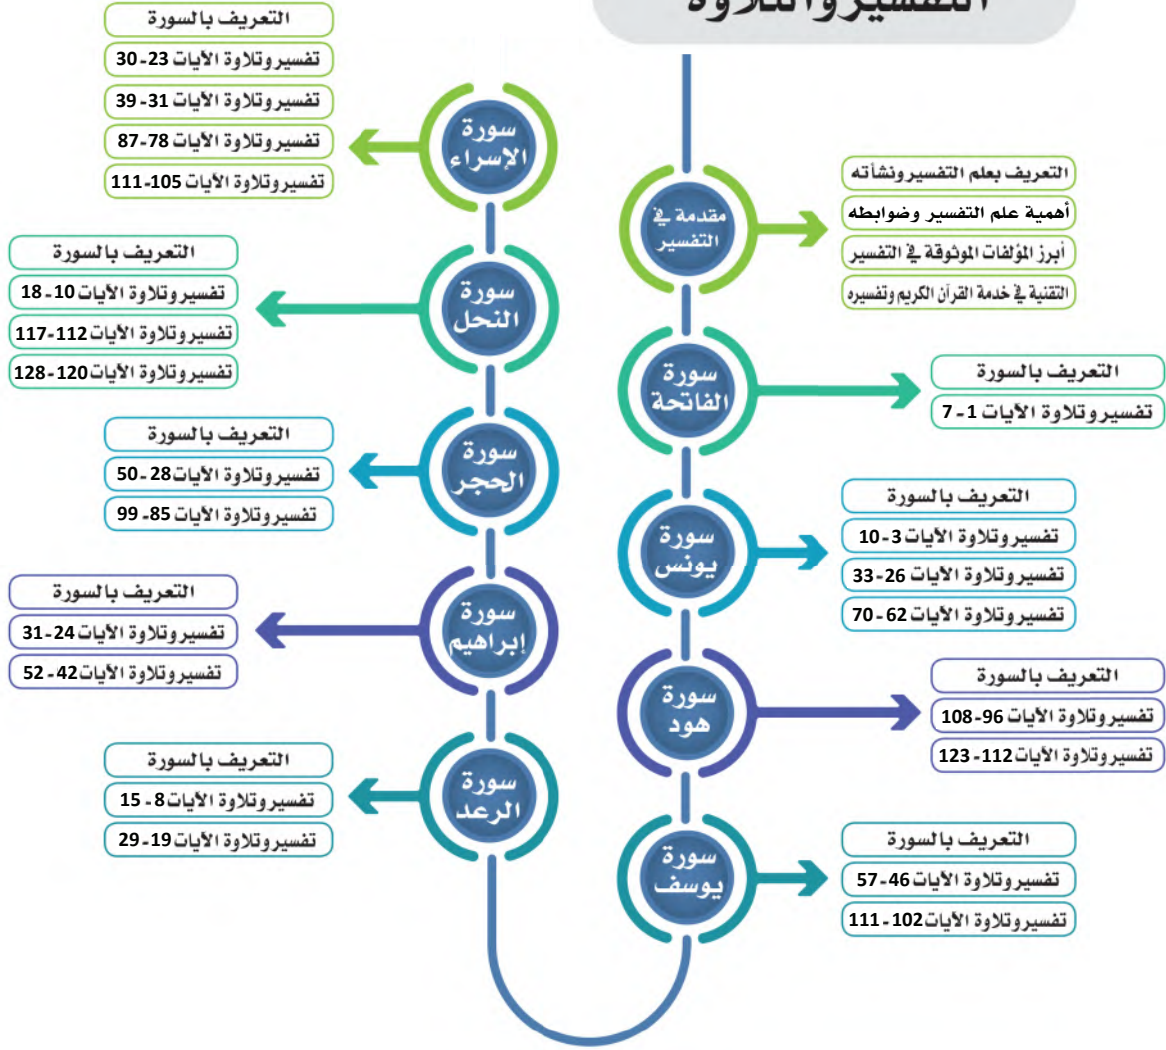 التفسير والتلاوة
مقدمة في
التفسير
التعريف بعلم التفسير ونشأته
أهمية علم التفسير وضوابطه
أبرز المؤلفات الموثوقة في التفسير
التقنية في خدمة القرآن الكريم وتفسيره
سورة
الفاتحة
التعريف بالسورة
تفسير وتلاوة الآيات 1-7
سورة
يونس
التعريف بالسورة
تفسير وتلاوة الآيات 3-10
تفسير وتلاوة الآيات 26-33
تفسير وتلاوة الآيات 62-70
سورة
هود
التعريف بالسورة
تفسير وتلاوة الآيات 96-108
تفسير وتلاوة الآيات 112-123
سورة
يوسف
التعريف بالسورة
تفسير وتلاوة الآيات 46-57
تفسير وتلاوة الآيات 102-111
سورة
الرعد
التعريف بالسورة
تفسير وتلاوة الآيات 8-15
تفسير وتلاوة الآيات 19-29
سورة
إبراهيم
التعريف بالسورة
تفسير وتلاوة الآيات 24-31
تفسير وتلاوة الآيات 42-52
سورة
الحجر
التعريف بالسورة
تفسير وتلاوة الآيات 28-50
تفسير وتلاوة الآيات 85-99
سورة
النحل
التعريف بالسورة
تفسير وتلاوة الآيات 10-18
تفسير وتلاوة الآيات 112-117
تفسير وتلاوة الآيات 120-128
سورة
الإسراء
التعريف بالسورة
تفسير وتلاوة الآيات 23-30
تفسير وتلاوة الآيات 31-39
تفسير وتلاوة الآيات 78-87
تفسير وتلاوة الآيات 105-111